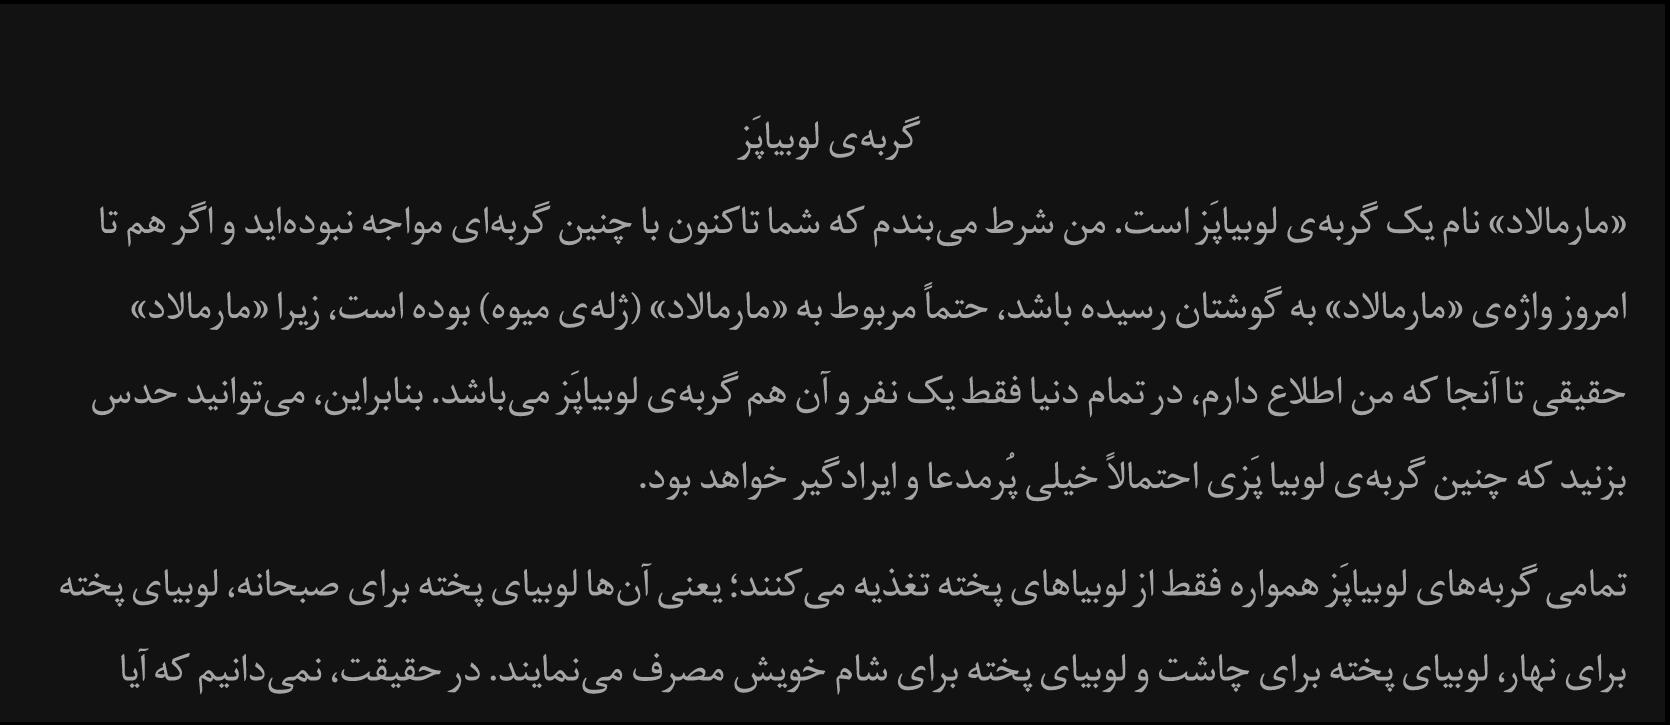 گربه‌ی لوبیاپَز
«مارمالاد» نام یک گربه‌ی لوبیاپَز است. من شرط می‌بندم که شما تاکنون با چنین گربه‌ای مواجه نبوده‌اید و اگر هم تا
امروز واژه‌ی «مارمالاد» به گوشتان رسیده باشد، حتماً مربوط به «مارمالاد» (ژله‌ی میوه) بوده است، زیرا «مارمالاد»
حقیقی تا آنجا که من اطلاع دارم، در تمام دنیا فقط یک نفر و آن هم گربه‌ی لوبیاپَز می‌باشد. بنابراین، می‌توانید حدس
بزنید که چنین گربه‌ی لوبیا پَزی احتمالاً خیلی پُرمدعا و ایرادگیر خواهد بود.
تمامی گربه‌های لوبیاپَز همواره فقط از لوبیاهای پخته تغذیه می‌کنند؛ یعنی آن‌ها لوبیای پخته برای صبحانه، لوبیای پخته
برای نهار، لوبیای پخته برای چاشت و لوبیای پخته برای شام خویش مصرف می‌نمایند. در حقیقت، نمی‌دانیم که آیا